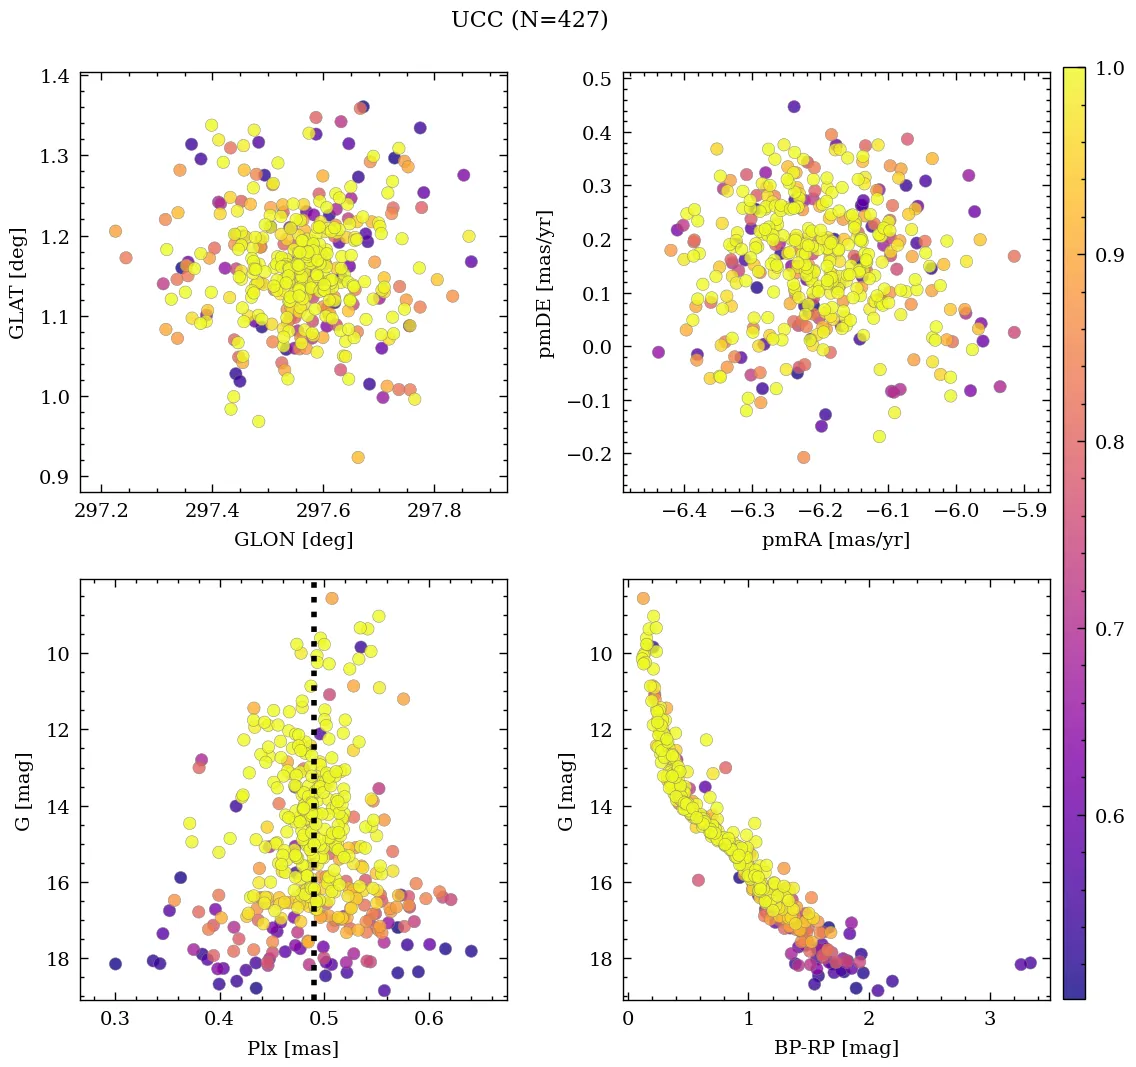 UCC (N=427)
1.4
1.3
1.2
1.1
1.0
0.9
GLAT [deg]
297.2 297.4 297.6 297.8
GLON [deg]
0.5
0.4
0.3
0.2
0.1
0.0
−0.1
−0.2
pmDE [mas/yr]
−6.4 −6.3 −6.2 −6.1 −6.0 −5.9
pmRA [mas/yr]
1.0
0.9
0.8
0.7
0.6
10
12
14
16
18
G [mag]
0.3 0.4 0.5 0.6
Plx [mas]
10
12
14
16
18
G [mag]
0 1 2 3
BP-RP [mag]